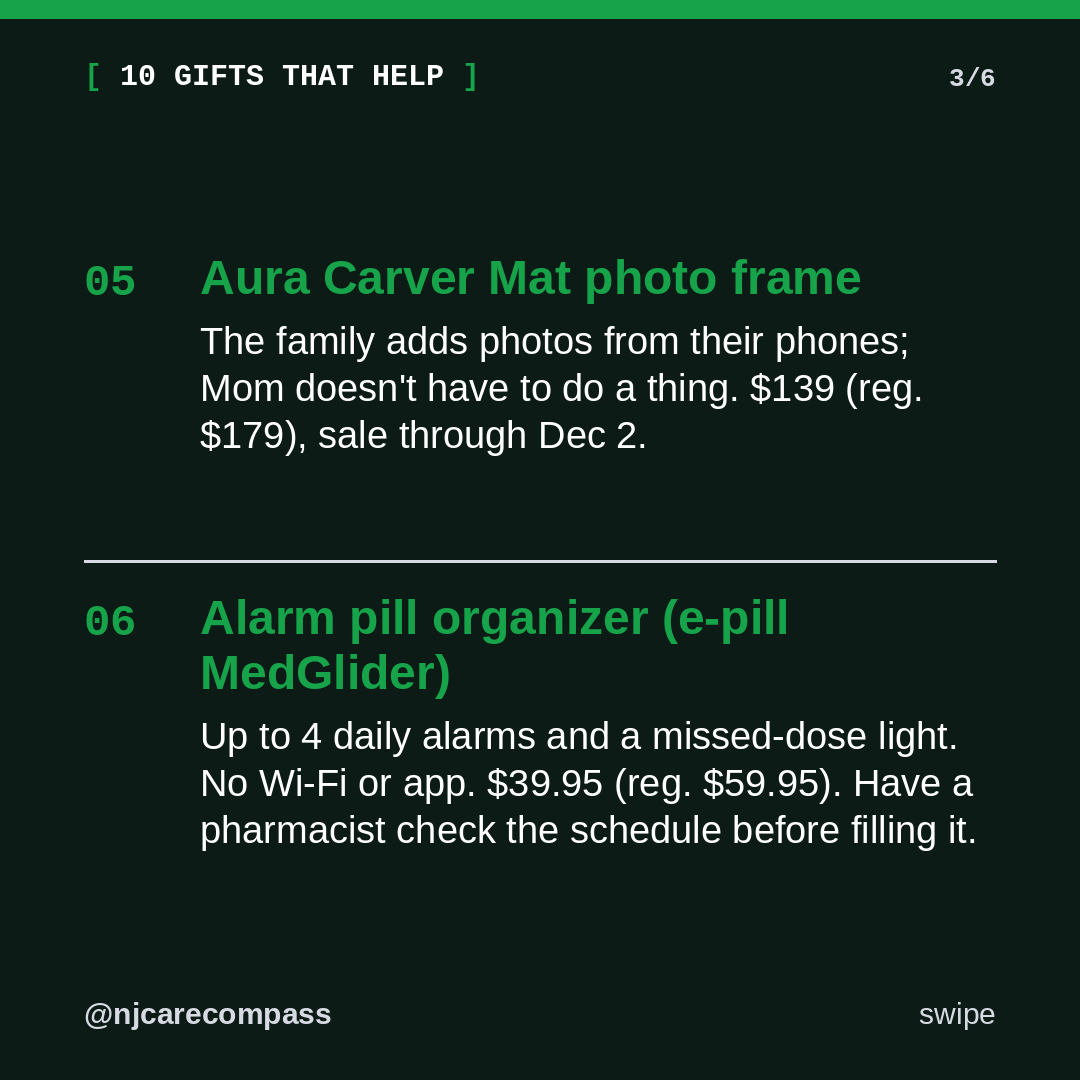 [ 10 GIFTS THAT HELP ]
3/6
05
Aura Carver Mat photo frame
The family adds photos from their phones;
Mom doesn't have to do a thing. $139 (reg.
$179), sale through Dec 2.
06
Alarm pill organizer (e-pill
MedGlider)
Up to 4 daily alarms and a missed-dose light.
No Wi-Fi or app. $39.95 (reg. $59.95). Have a
pharmacist check the schedule before filling it.
@njcarecompass
swipe